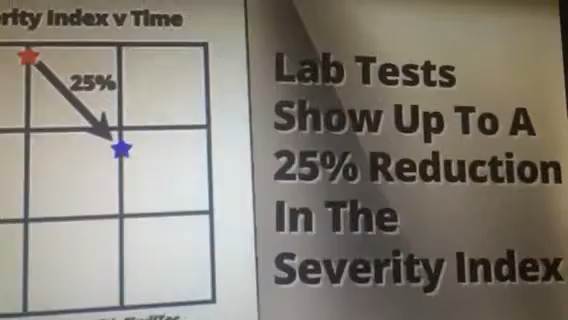 rity Index v Time
25%
Lab Tests
Show Up To A
25% Reduction
In The
Severity Index